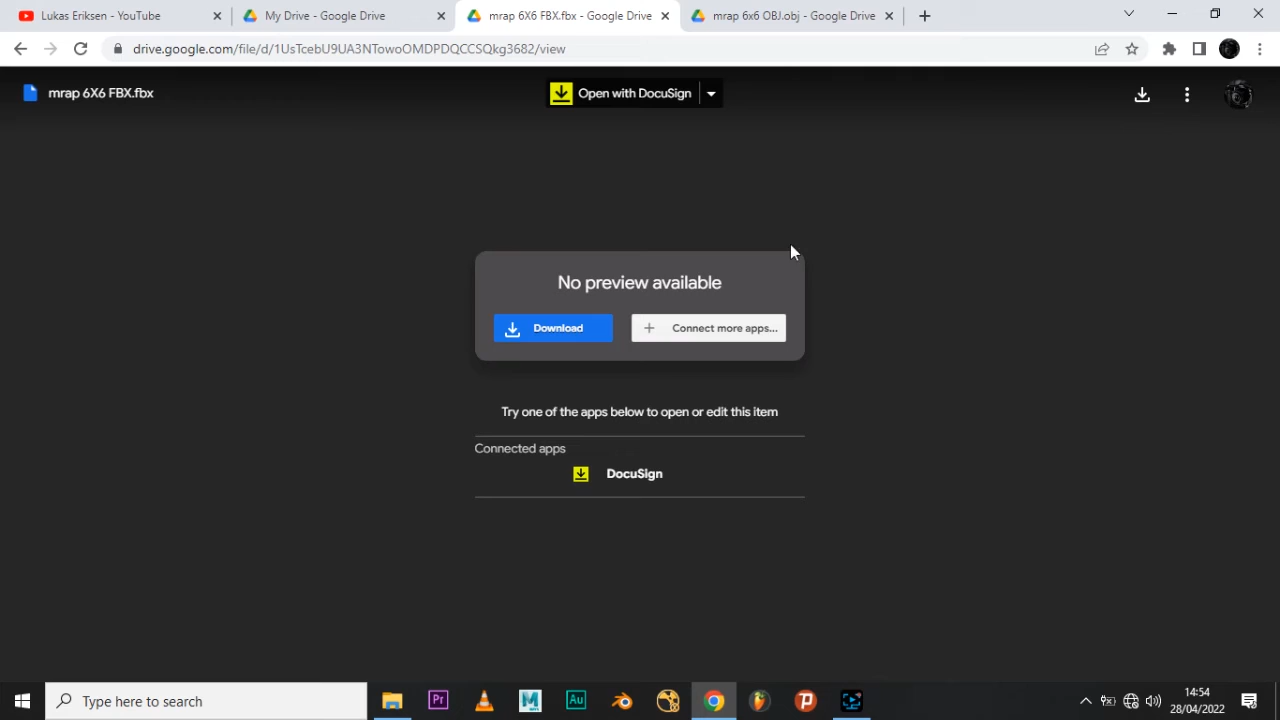 Lukas Eriksen - YouTube
My Drive - Google Drive
mrap 6X6 FBX.fbx - Google Drive
mrap 6x6 OBJ.obj - Google Drive
drive.google.com/file/d/1UsTcebU9UA3NTowoOMDPDQCCSQkg3682/view
mrap 6X6 FBX.fbx
Open with DocuSign
No preview available
Download
Connect more apps...
Try one of the apps below to open or edit this item
Connected apps
DocuSign
Type here to search
Pr
M
Au
14:54
28/04/2022